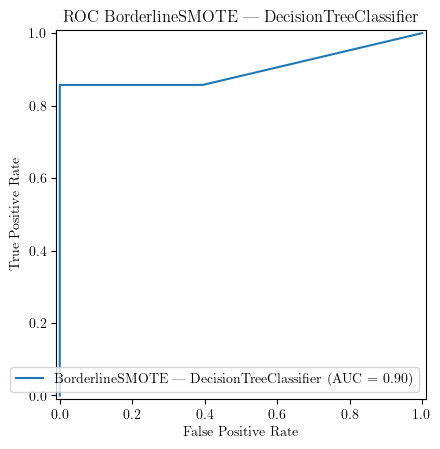 ROC BorderlineSMOTE — DecisionTreeClassifier
1.0
0.8
0.6
0.4
0.2
0.0
True Positive Rate
BorderlineSMOTE — DecisionTreeClassifier (AUC = 0.90)
0.0 0.2 0.4 0.6 0.8 1.0
False Positive Rate